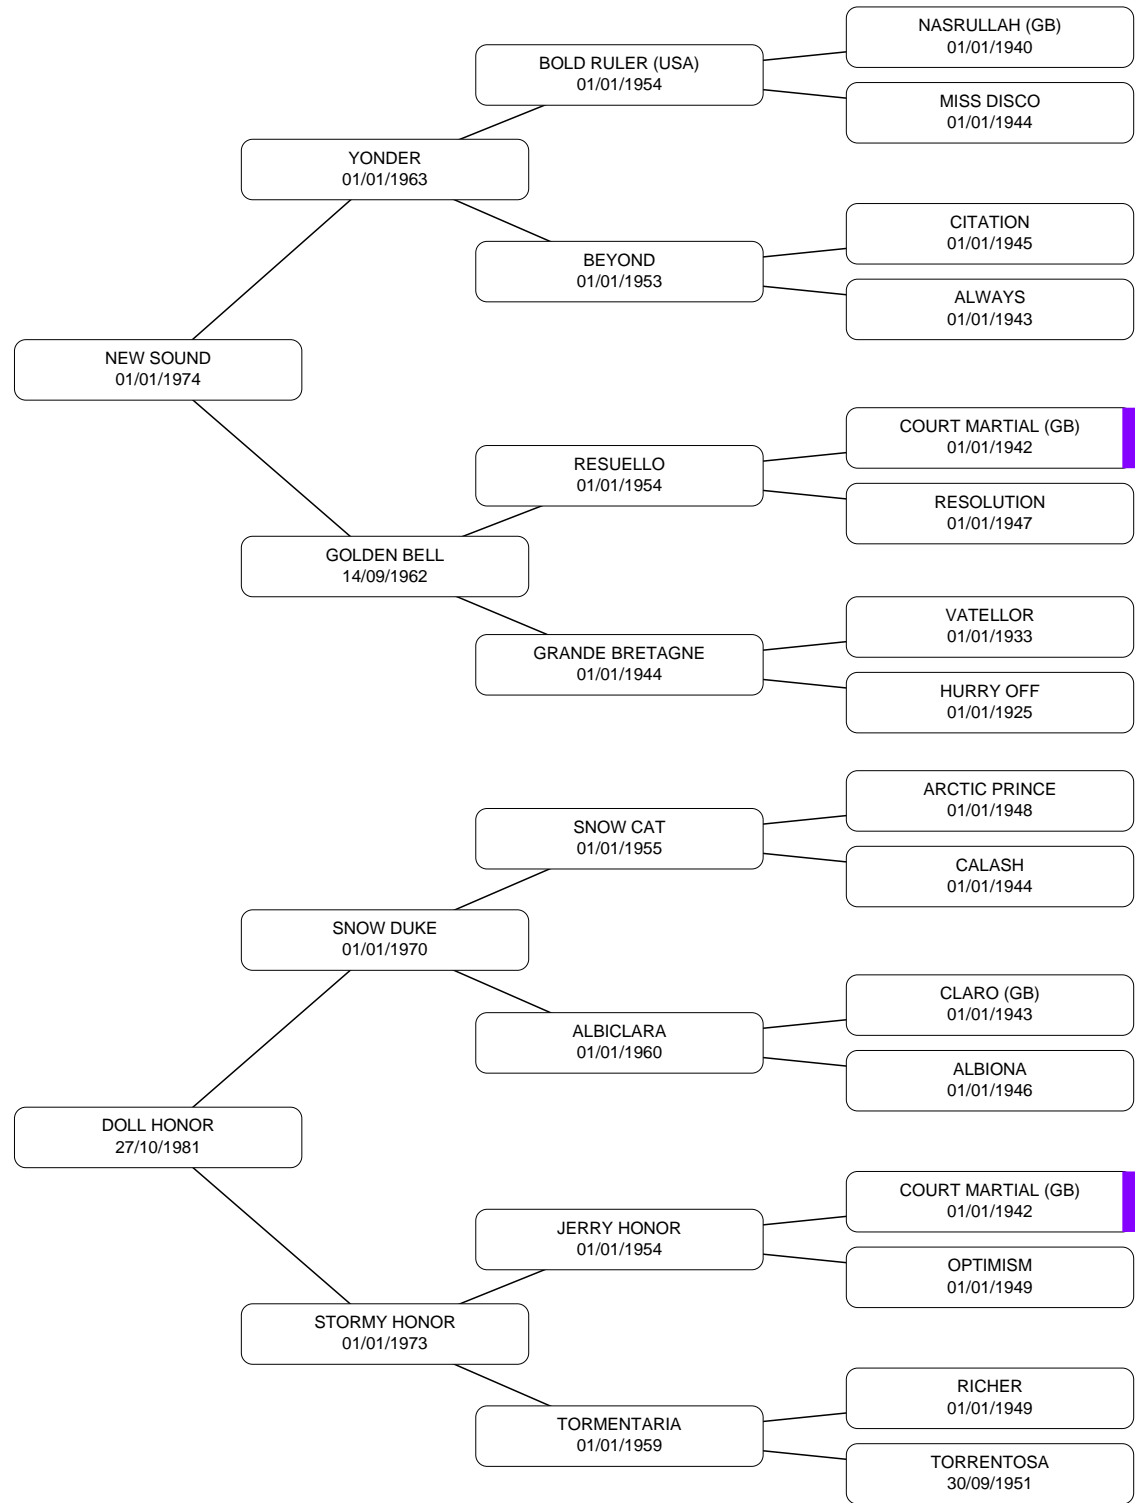 NASRULLAH (GB)
01/01/1940
BOLD RULER (USA)
01/01/1954
MISS DISCO
01/01/1944
YONDER
01/01/1963
CITATION
01/01/1945
BEYOND
01/01/1953
ALWAYS
01/01/1943
NEW SOUND
01/01/1974
COURT MARTIAL (GB)
01/01/1942
RESUELLO
01/01/1954
RESOLUTION
01/01/1947
GOLDEN BELL
14/09/1962
VATELLOR
01/01/1933
GRANDE BRETAGNE
01/01/1944
HURRY OFF
01/01/1925
ARCTIC PRINCE
01/01/1948
SNOW CAT
01/01/1955
CALASH
01/01/1944
SNOW DUKE
01/01/1970
CLARO (GB)
01/01/1943
ALBICLARA
01/01/1960
ALBIONA
01/01/1946
DOLL HONOR
27/10/1981
COURT MARTIAL (GB)
01/01/1942
JERRY HONOR
01/01/1954
OPTIMISM
01/01/1949
STORMY HONOR
01/01/1973
RICHER
01/01/1949
TORMENTARIA
01/01/1959
TORRENTOSA
30/09/1951